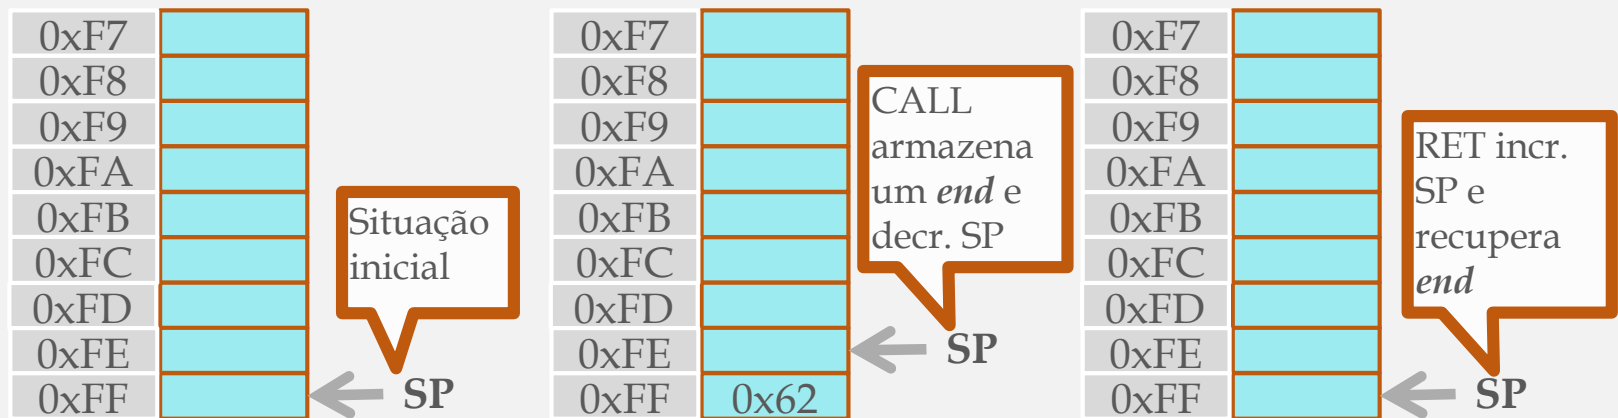 0xF7
0xF8
0xF9
0xFA
0xFB
0xFC
0xFD
0xFE
0xFF
Situação
inicial
SP
0xF7
0xF8
0xF9
0xFA
0xFB
0xFC
0xFD
0xFE
0xFF
0x62
CALL
armazena
um end e
decr. SP
SP
0xF7
0xF8
0xF9
0xFA
0xFB
0xFC
0xFD
0xFE
0xFF
RET incr.
SP e
recupera
end
SP